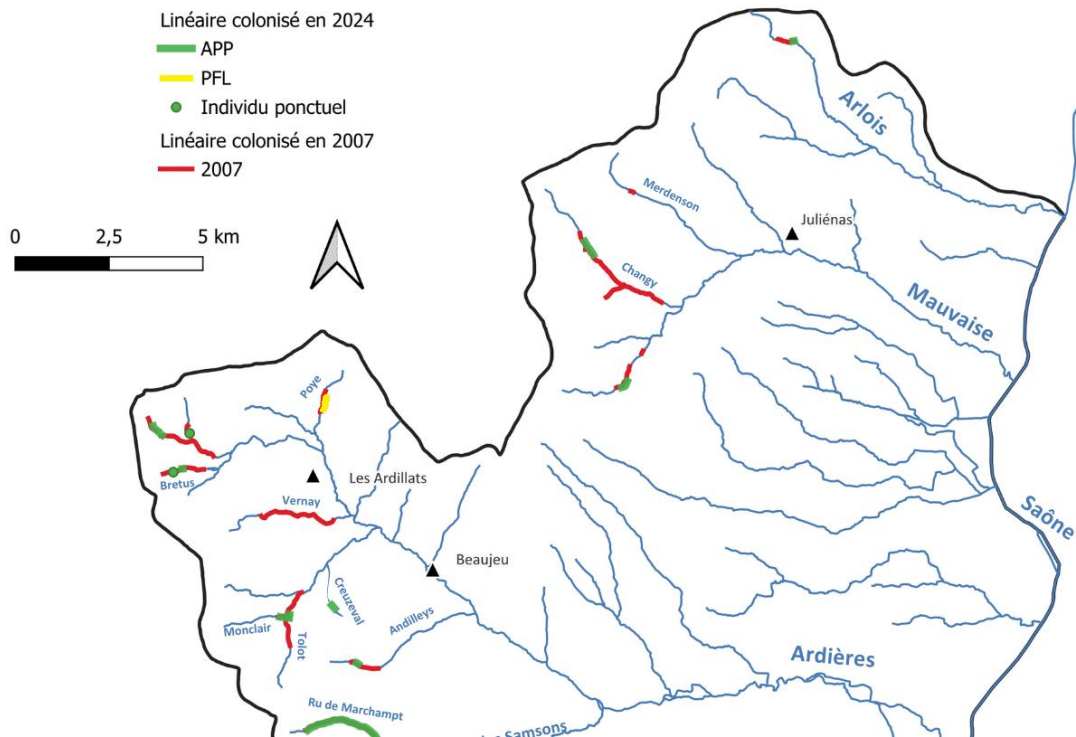 Linéaire colonisé en 2024
APP
PFL
Individu ponctuel
Linéaire colonisé en 2007
2007
0 2,5 5 km
Arlois
Merdenson
Juliénas
Changy
Mauvaise
Poye
Les Ardillats
Bretus
Vernay
Saône
Beaujeu
Creuzeval
Andilleys
Monclair
Tolot
Ardières
Ru de Marchampt
Samsons